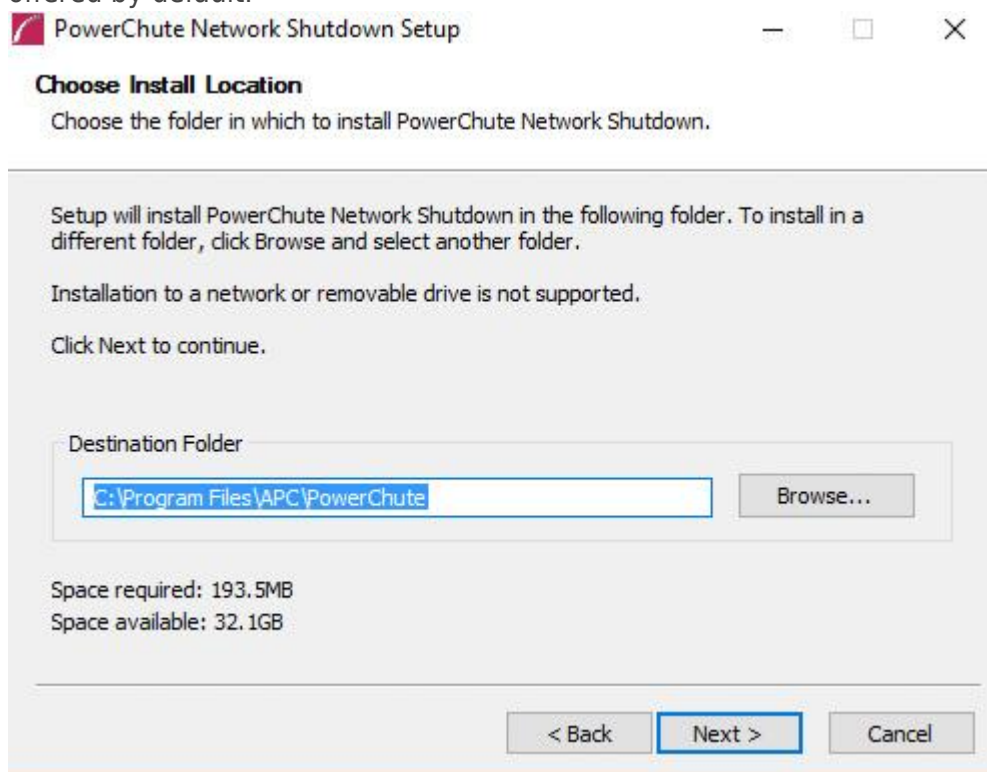 offered by default.
PowerChute Network Shutdown Setup
Choose Install Location
Choose the folder in which to install PowerChute Network Shutdown.
Setup will install PowerChute Network Shutdown in the following folder. To install in a
different folder, click Browse and select another folder.
Installation to a network or removable drive is not supported.
Click Next to continue.
Destination Folder
C:\Program Files\APC\PowerChute
Browse...
Space required: 193.5MB
Space available: 32.1GB
< Back
Next >
Cancel